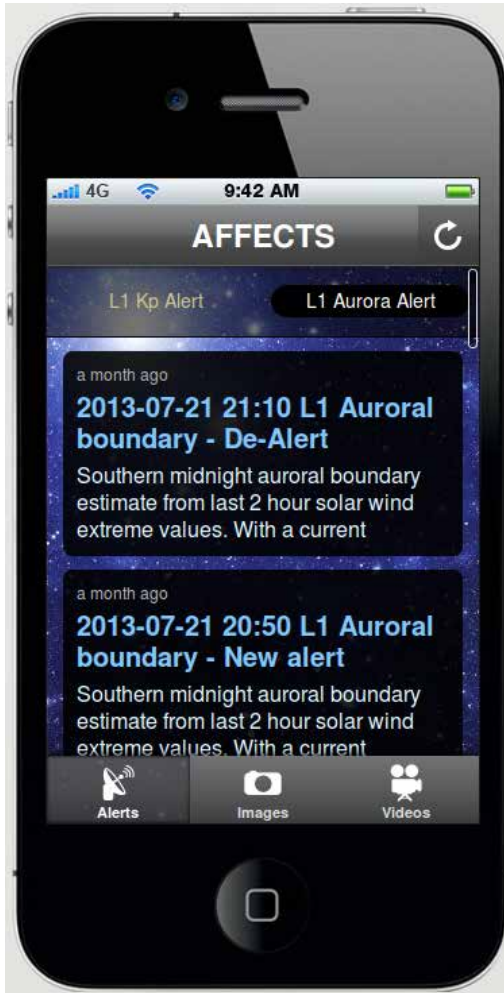 4G 9:42 AM
AFFECTS
L1 Kp Alert L1 Aurora Alert
a month ago
2013-07-21 21:10 L1 Auroral
boundary - De-Alert
Southern midnight auroral boundary
estimate from last 2 hour solar wind
extreme values. With a current
a month ago
2013-07-21 20:50 L1 Auroral
boundary - New alert
Southern midnight auroral boundary
estimate from last 2 hour solar wind
extreme values. With a current
Alerts Images Videos